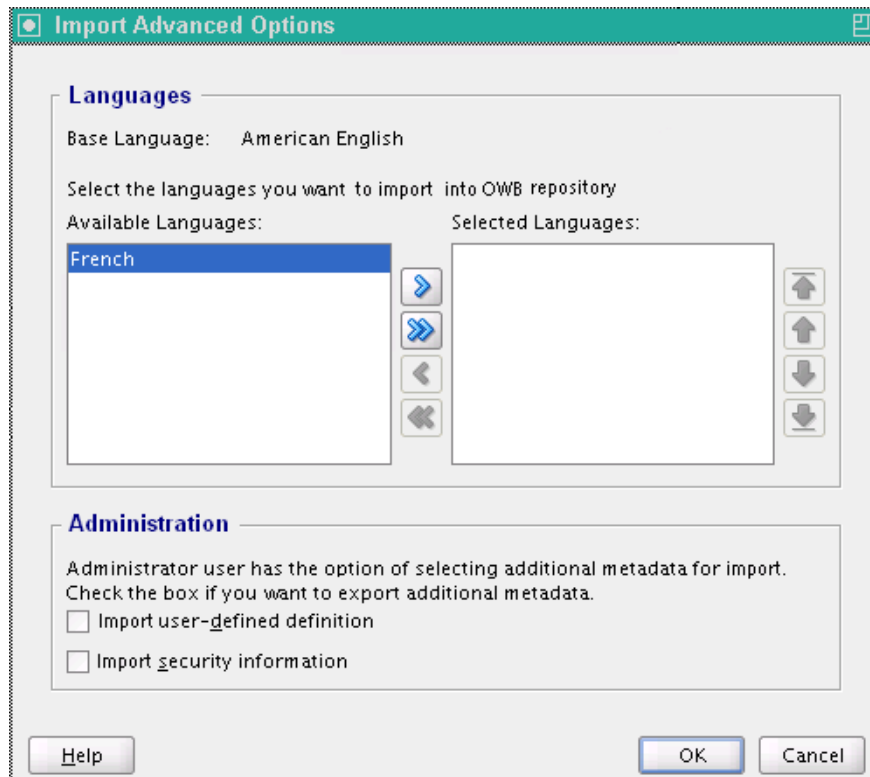 Import Advanced Options
Languages
Base Language: American English
Select the languages you want to import into OWB repository
Available Languages: Selected Languages:
French
Administration
Administrator user has the option of selecting additional metadata for import.
Check the box if you want to export additional metadata.
Import user-defined definition
Import security information
Help OK Cancel